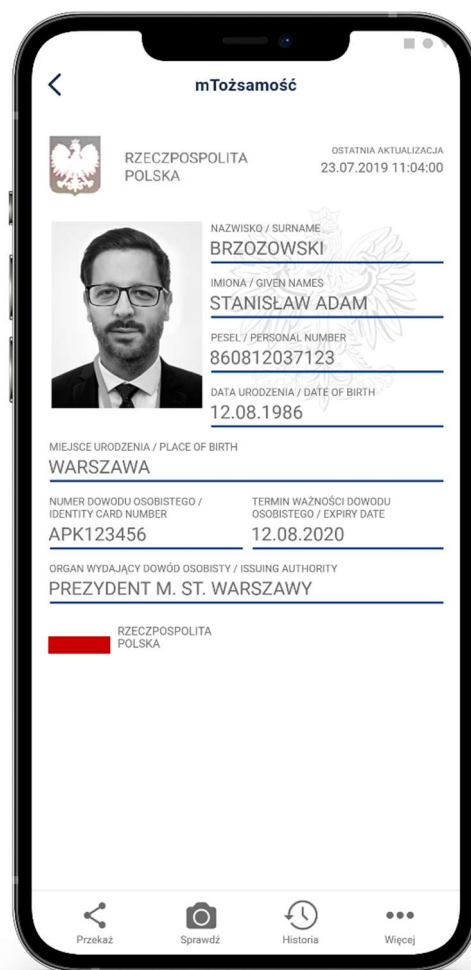 mTożsamość
RZECZPOSPOLITA
POLSKA
OSTATNIA AKTUALIZACJA
23.07.2019 11:04:00
NAZWISKO / SURNAME
BRZOZOWSKI
IMIONA / GIVEN NAMES
STANISŁAW ADAM
PESEL / PERSONAL NUMBER
860812037123
DATA URODZENIA / DATE OF BIRTH
12.08.1986
MIEJSCE URODZENIA / PLACE OF BIRTH
WARSZAWA
NUMER DOWODU OSOBISTEGO /
IDENTITY CARD NUMBER
APK123456
TERMIN WAŻNOŚCI DOWODU
OSOBISTEGO / EXPIRY DATE
12.08.2020
ORGAN WYDAJĄCY DOWÓD OSOBISTY / ISSUING AUTHORITY
PREZYDENT M. ST. WARSZAWY
RZECZPOSPOLITA
POLSKA
Przekaż
Sprawdź
Historia
Więcej